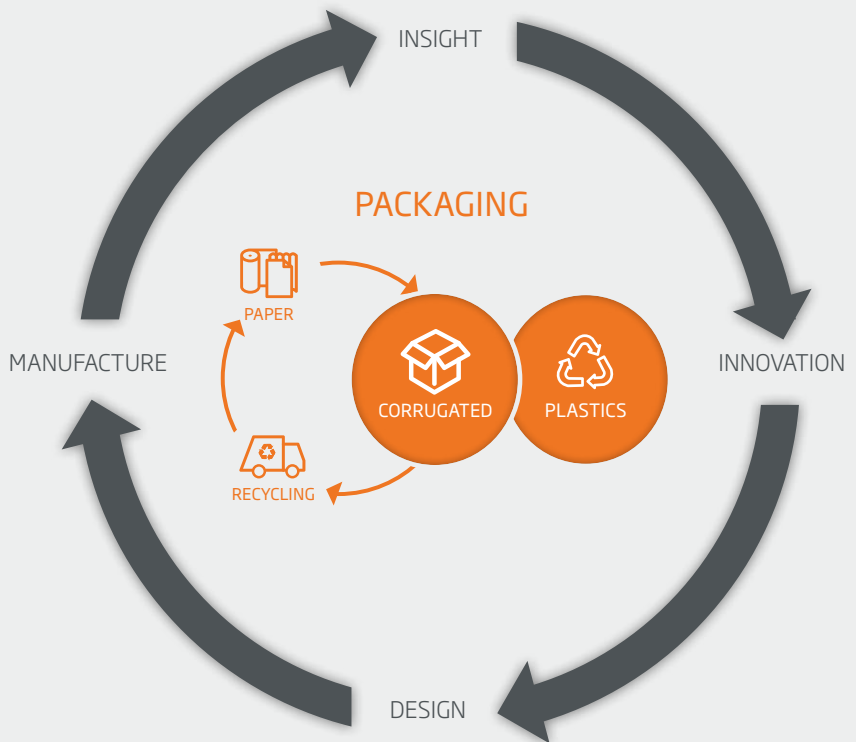 INSIGHT
PACKAGING
PAPER
MANUFACTURE
INNOVATION
CORRUGATED
PLASTICS
RECYCLING
DESIGN